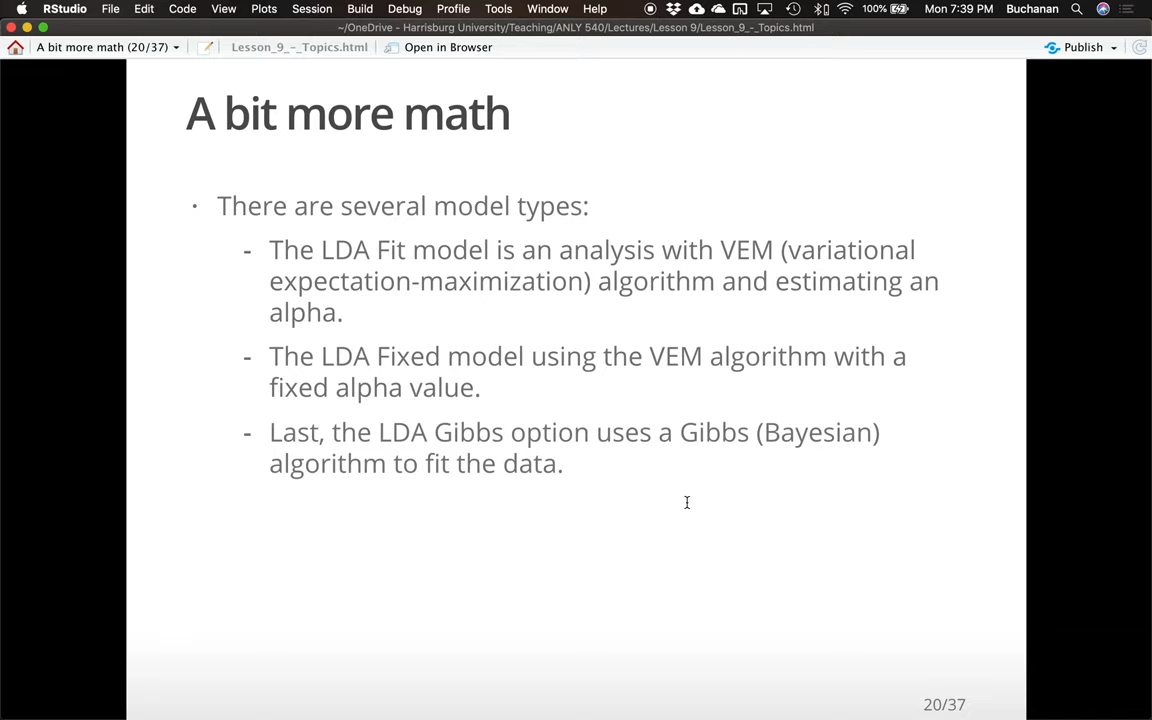 RStudio File Edit Code View Plots Session Build Debug Profile Tools Window Help 100% Mon 7:39 PM Buchanan
~/OneDrive - Harrisburg University/Teaching/ANLY 540/Lectures/Lesson 9/Lesson_9_-_Topics.html
A bit more math (20/37) Lesson_9_-_Topics.html Open in Browser Publish
A bit more math
· There are several model types:
- The LDA Fit model is an analysis with VEM (variational
expectation-maximization) algorithm and estimating an
alpha.
- The LDA Fixed model using the VEM algorithm with a
fixed alpha value.
- Last, the LDA Gibbs option uses a Gibbs (Bayesian)
algorithm to fit the data.
20/37